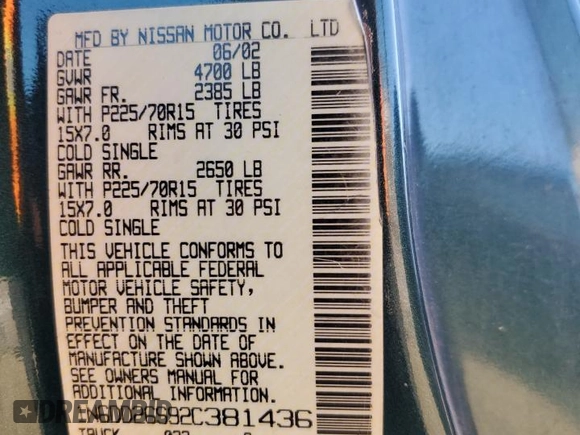 MFD BY NISSAN MOTOR CO. LTD
DATE 06/02
GVWR 4700 LB
GAWR FR. 2385 LB
WITH P225/70R15 TIRES
15X7.0 RIMS AT 30 PSI
COLD SINGLE
GAWR RR. 2650 LB
WITH P225/70R15 TIRES
15X7.0 RIMS AT 30 PSI
COLD SINGLE
THIS VEHICLE CONFORMS TO
ALL APPLICABLE FEDERAL
MOTOR VEHICLE SAFETY,
BUMPER AND THEFT
PREVENTION STANDARDS IN
EFFECT ON THE DATE OF
MANUFACTURE SHOWN ABOVE.
SEE OWNERS MANUAL FOR
ADDITIONAL INFORMATION.
1N6DD26S92C381436
DREAMBID